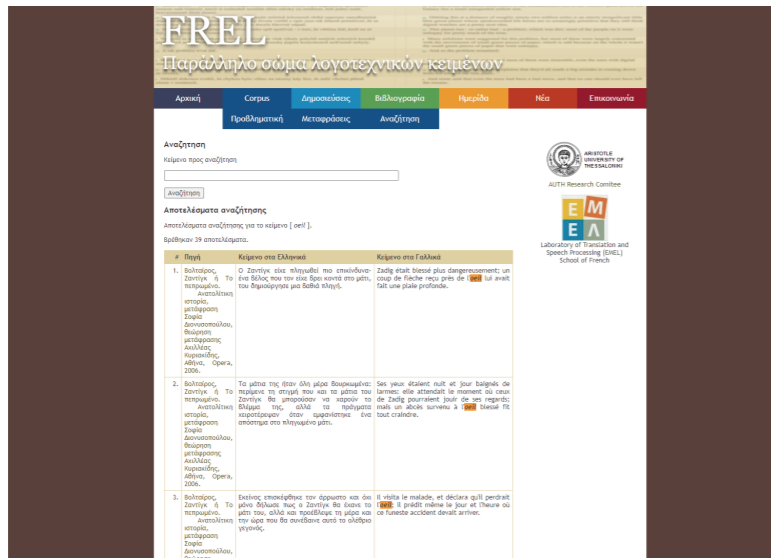 FREL
Παράλληλο σώμα λογοτεχνικών κειμένων
Αρχική Corpus Δημοσιεύσεις Βιβλιογραφία Ημερίδα Νέα Επικοινωνία
Προβληματική Μεταφράσεις Αναζήτηση
Αναζητηση
Κείμενο προς αναζήτηση
Αναζήτηση
Αποτελέσματα αναζήτησης
Αποτελέσματα αναζήτησης για το κείμενο [ oeil ].
Βρέθηκαν 39 αποτελέσματα.
# Πηγή Κείμενο στα Ελληνικά Κείμενο στα Γαλλικά
1. Βολταίρος,
Ζαντίγκ ή Το
πεπρωμένο.
Ανατολίτικη
ιστορία,
μετάφραση
Σοφία
Διονυσοπούλου,
θεώρηση
μετάφρασης
Αχιλλέας
Κυριακίδης,
Αθήνα, Opera,
2006.
Ο Ζαντίγκ είχε πληγωθεί πιο επικίνδυνα·
ένα βέλος που τον είχε βρει κοντά στο μάτι,
του δημιούργησε μια βαθιά πληγή.
Zadig était blessé plus dangereusement; un
coup de flèche reçu près de l'oeil lui avait
fait une plaie profonde.
2. Βολταίρος,
Ζαντίγκ ή Το
πεπρωμένο.
Ανατολίτικη
ιστορία,
μετάφραση
Σοφία
Διονυσοπούλου,
θεώρηση
μετάφρασης
Αχιλλέας
Κυριακίδης,
Αθήνα, Opera,
2006.
Τα μάτια της ήταν όλη μέρα βουρκωμένα:
περίμενε τη στιγμή που και τα μάτια του
Ζαντίγκ θα μπορούσαν να χαρούν το
βλέμμα της, αλλά τα πράγματα
χειροτέρεψαν όταν εμφανίστηκε ένα
απόστημα στο πληγωμένο μάτι.
Ses yeux étaient nuit et jour baignés de
larmes: elle attendait le moment où ceux
de Zadig pourraient jouir de ses regards;
mais un abcès survenu à l'oeil blessé fit
tout craindre.
3. Βολταίρος,
Ζαντίγκ ή Το
πεπρωμένο.
Ανατολίτικη
ιστορία,
μετάφραση
Σοφία
Διονυσοπούλου,
Εκείνος επισκέφθηκε τον άρρωστο και όχι
μόνο δήλωσε πως ο Ζαντίγκ θα έχανε το
μάτι του, αλλά και προέβλεψε τη μέρα και
την ώρα που θα συνέβαινε αυτό το ολέθριο
γεγονός.
Il visita le malade, et déclara qu'il perdrait
l'oeil; il prédit même le jour et l'heure où
ce funeste accident devait arriver.
ARISTOTLE
UNIVERSITY OF
THESSALONIKI
AUTH Research Comitee
Ε Μ
Ε Λ
Laboratory of Translation and
Speech Processing (EMEL)
School of French